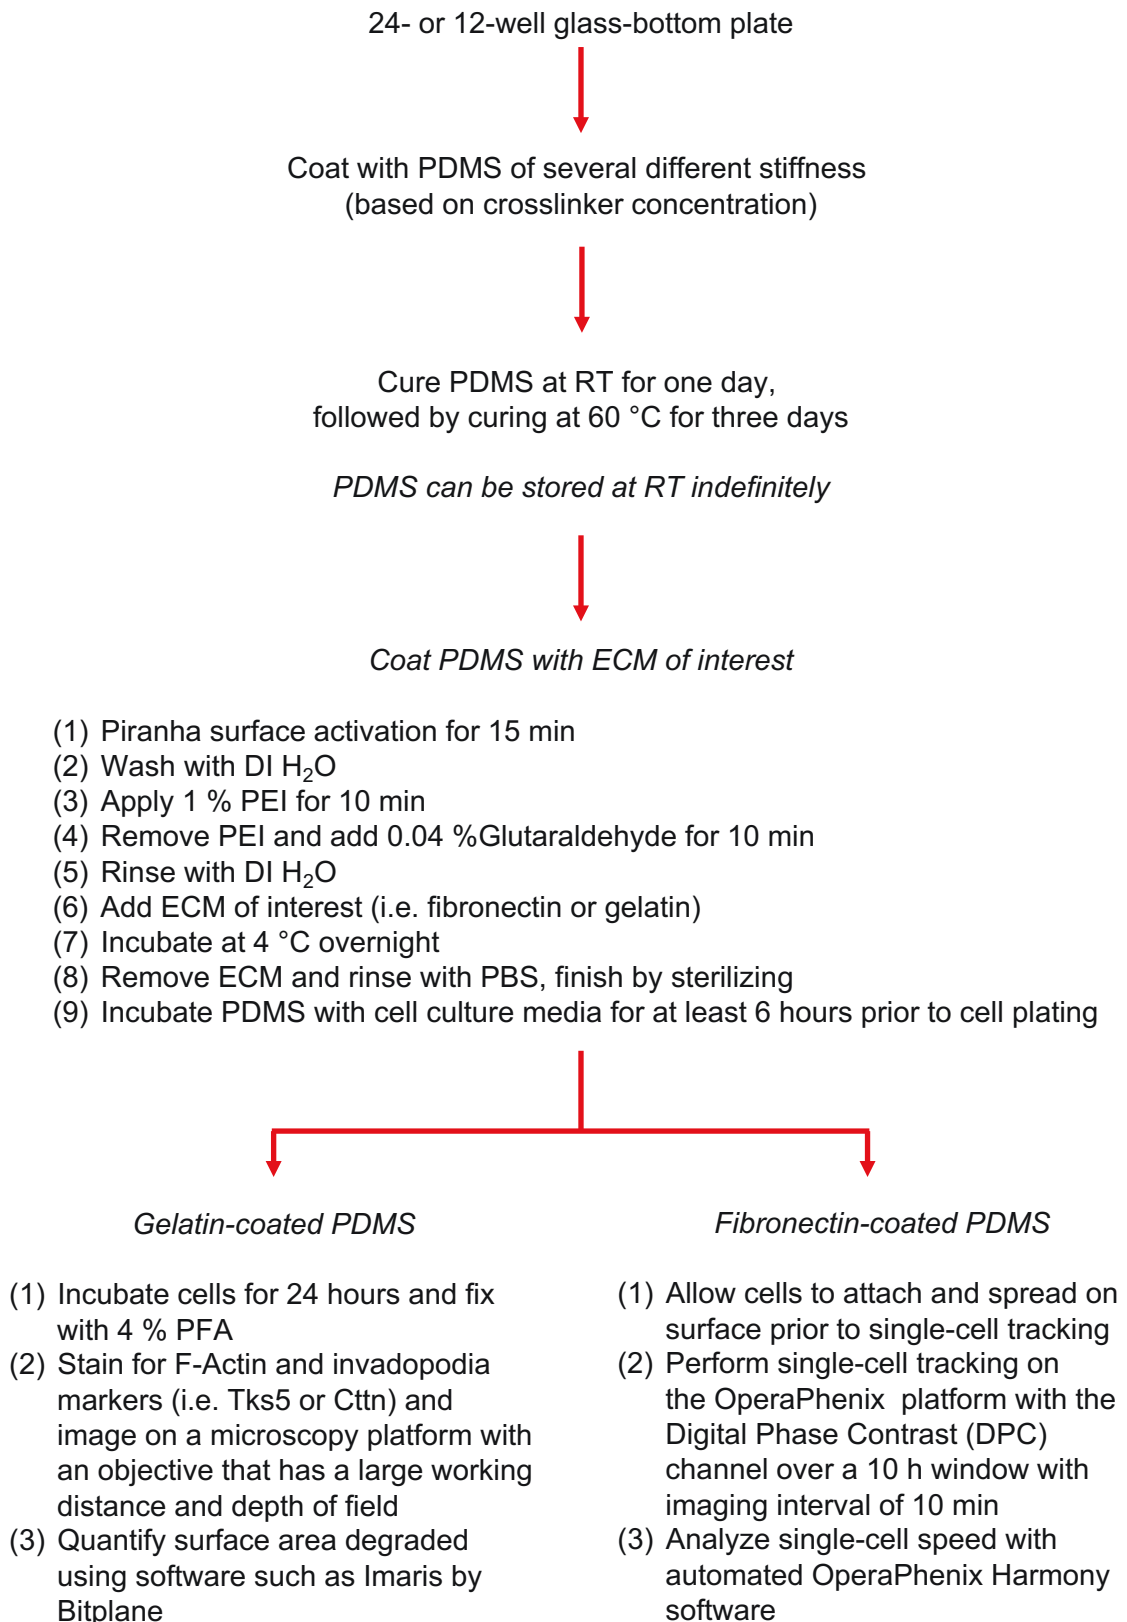 24- or 12-well glass-bottom plate
Coat with PDMS of several different stiffness
(based on crosslinker concentration)
Cure PDMS at RT for one day,
followed by curing at 60 °C for three days
PDMS can be stored at RT indefinitely
Coat PDMS with ECM of interest
(1) Piranha surface activation for 15 min
(2) Wash with DI H₂O
(3) Apply 1 % PEI for 10 min
(4) Remove PEI and add 0.04 %Glutaraldehyde for 10 min
(5) Rinse with DI H₂O
(6) Add ECM of interest (i.e. fibronectin or gelatin)
(7) Incubate at 4 °C overnight
(8) Remove ECM and rinse with PBS, finish by sterilizing
(9) Incubate PDMS with cell culture media for at least 6 hours prior to cell plating
Gelatin-coated PDMS
(1) Incubate cells for 24 hours and fix
with 4 % PFA
(2) Stain for F-Actin and invadopodia
markers (i.e. Tks5 or Cttn) and
image on a microscopy platform with
an objective that has a large working
distance and depth of field
(3) Quantify surface area degraded
using software such as Imaris by
Bitplane
Fibronectin-coated PDMS
(1) Allow cells to attach and spread on
surface prior to single-cell tracking
(2) Perform single-cell tracking on
the OperaPhenix platform with the
Digital Phase Contrast (DPC)
channel over a 10 h window with
imaging interval of 10 min
(3) Analyze single-cell speed with
automated OperaPhenix Harmony
software